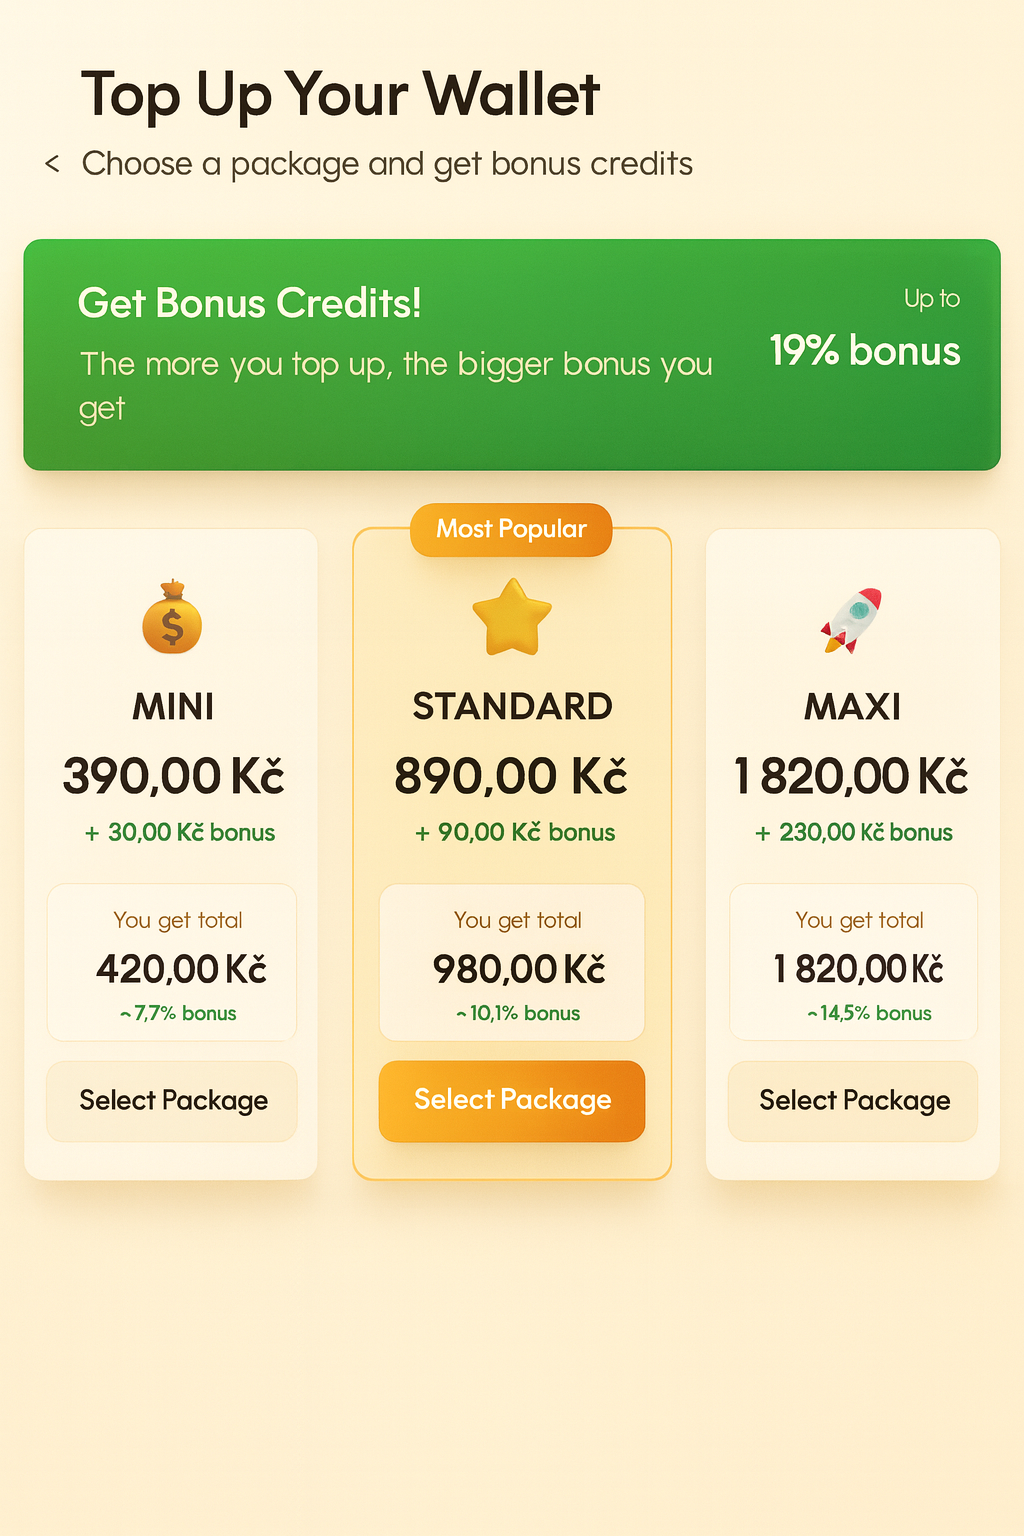 Top Up Your Wallet
< Choose a package and get bonus credits
Get Bonus Credits!
The more you top up, the bigger bonus you
get
Up to
19% bonus
MINI
390,00 Kč
+ 30,00 Kč bonus
You get total
420,00 Kč
~7,7% bonus
Select Package
Most Popular
STANDARD
890,00 Kč
+ 90,00 Kč bonus
You get total
980,00 Kč
~10,1% bonus
Select Package
MAXI
1 820,00 Kč
+ 230,00 Kč bonus
You get total
1 820,00 Kč
~14,5% bonus
Select Package